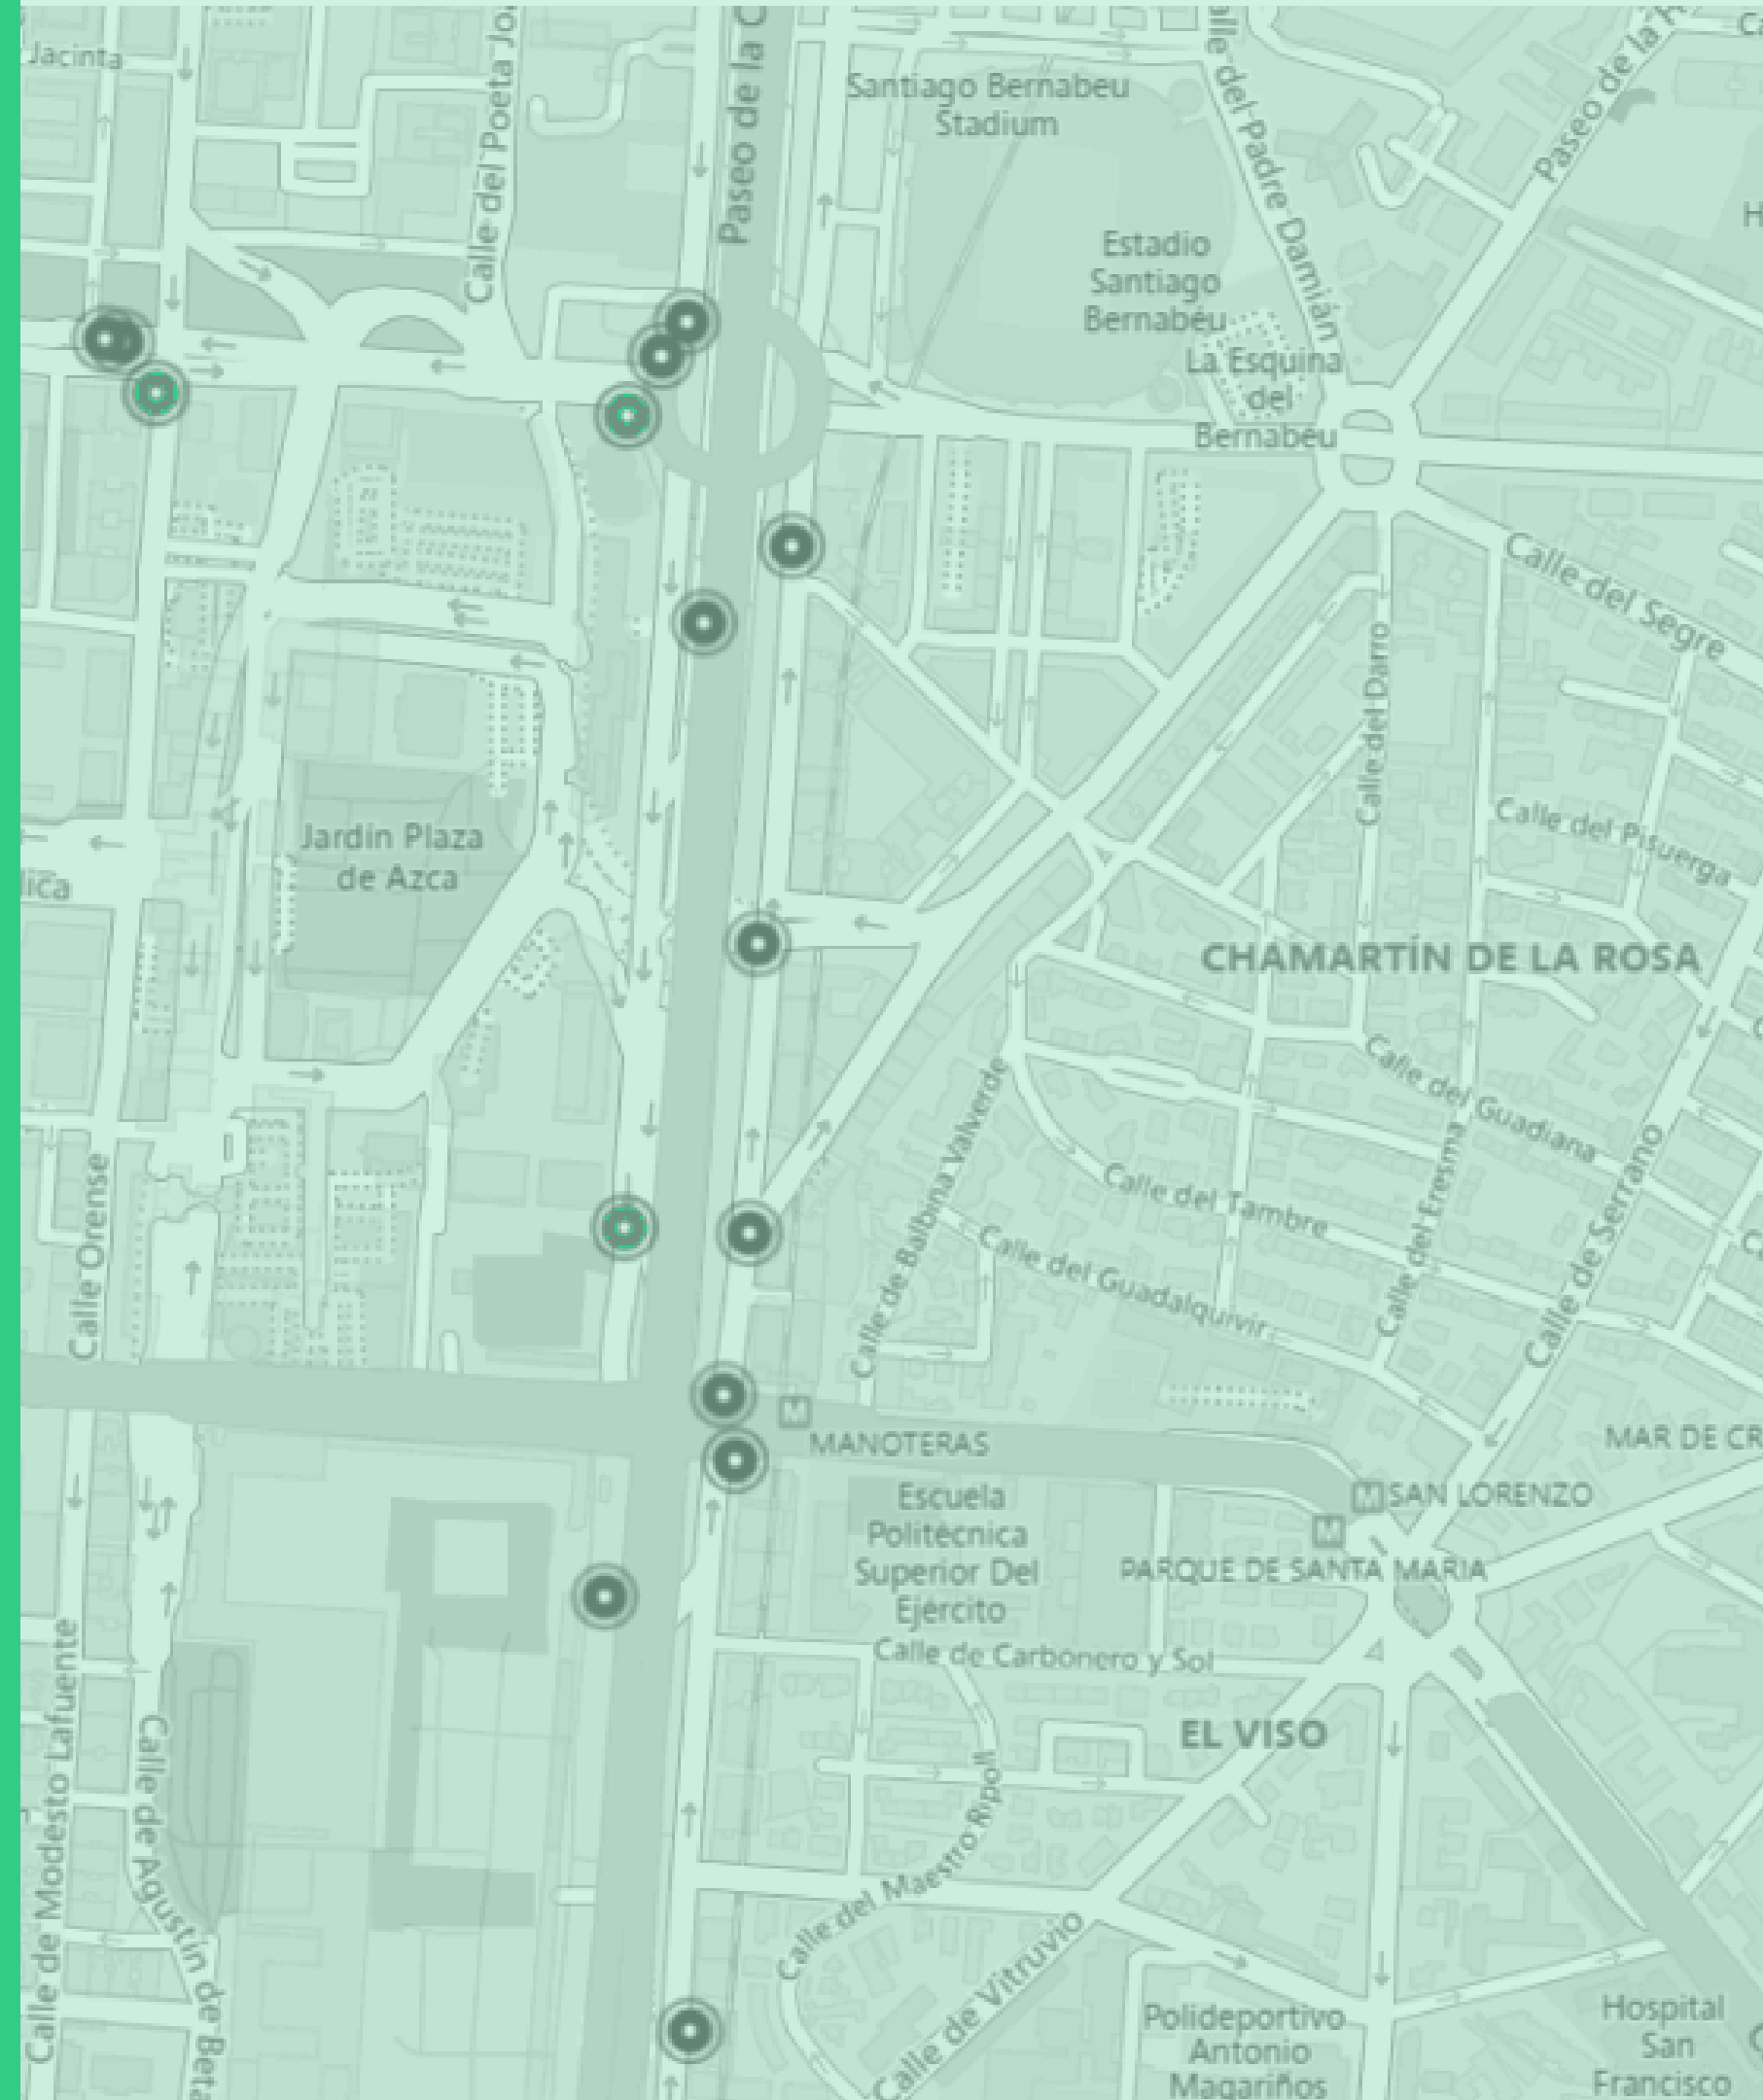 Jacinta
Calle del Poeta Joa
Paseo de la C
Santiago Bernabeu
Stadium
alle del Padre Damián
Paseo de la
Estadio
Santiago
Bernabéu
La Esquina
del
Bernabéu
Calle del Segre
Calle del Darro
Calle del Pisuerga
Jardín Plaza
de Azca
lica
CHAMARTÍN DE LA ROSA
Calle del Guadiana
Calle de Balbina Valverde
Calle del Tambre
Calle del Eresma
Calle de Serrano
Calle del Guadalquivir
Calle Orense
M
MANOTERAS
MAR DE CR
M SAN LORENZO
M
PARQUE DE SANTA MARIA
Escuela
Politécnica
Superior Del
Ejército
Calle de Carbonero y Sol
EL VISO
Calle de Modesto Lafuente
Calle de Agustín de Beta
Calle del Maestro Ripoll
Calle de Vitruvio
Polideportivo
Antonio
Magariños
Hospital
San
Francisco